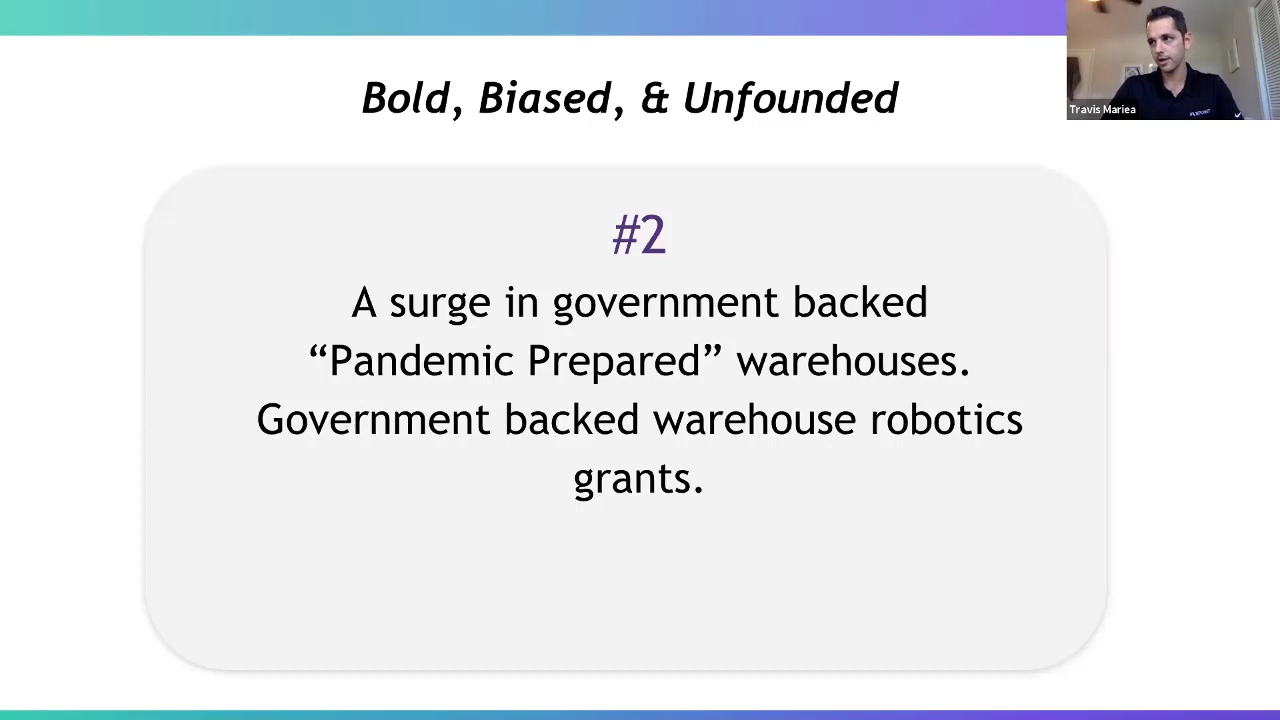 Bold, Biased, & Unfounded
Travis Mariea
#2
A surge in government backed
“Pandemic Prepared” warehouses.
Government backed warehouse robotics
grants.